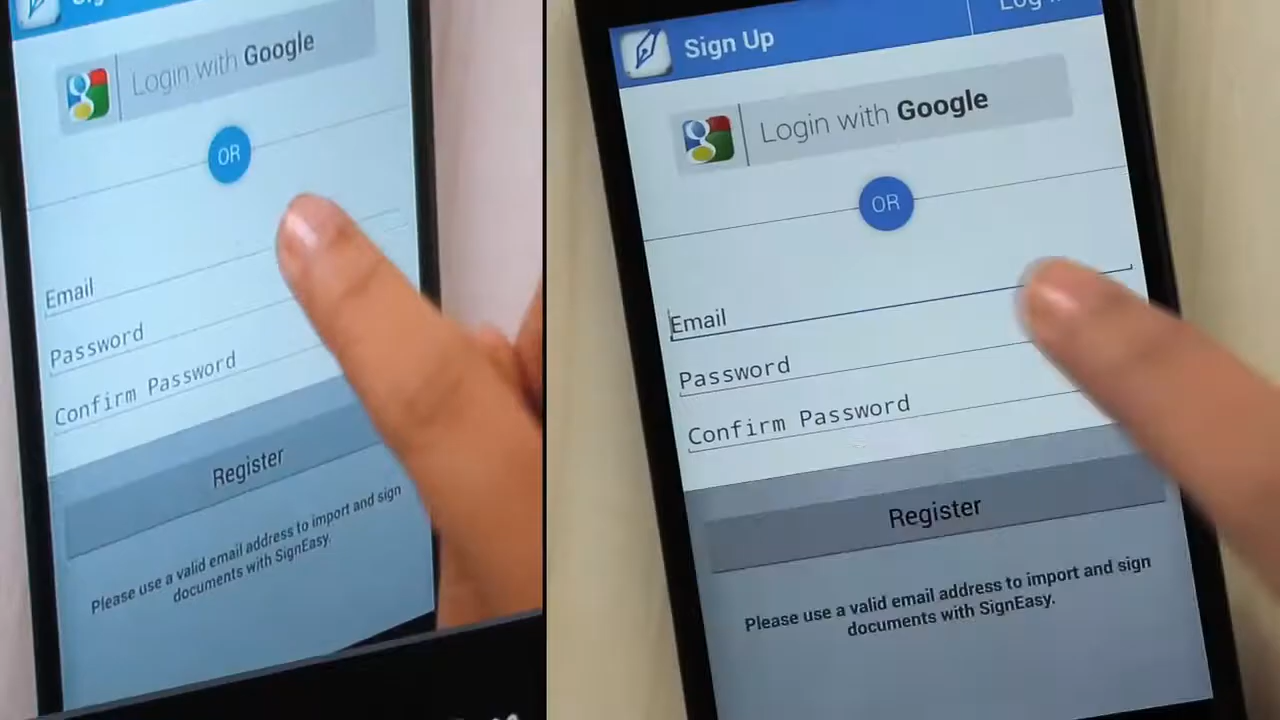 Login with Google
OR
Email
Password
Confirm Password
Register
Please use a valid email address to import and sign
documents with SignEasy.
Sign Up
Login with Google
OR
Email
Password
Confirm Password
Register
Please use a valid email address to import and sign
documents with SignEasy.